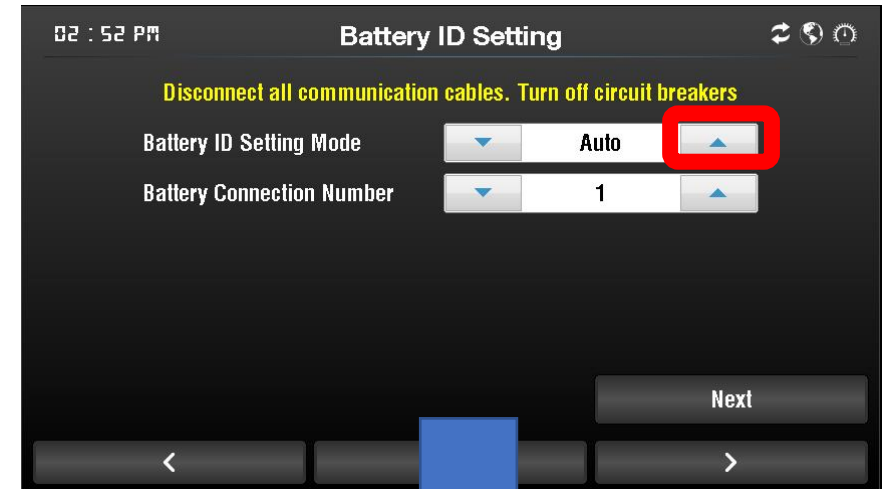 02 : 52 PM
Battery ID Setting
Disconnect all communication cables. Turn off circuit breakers
Battery ID Setting Mode
Auto
Battery Connection Number
1
Next
<
>